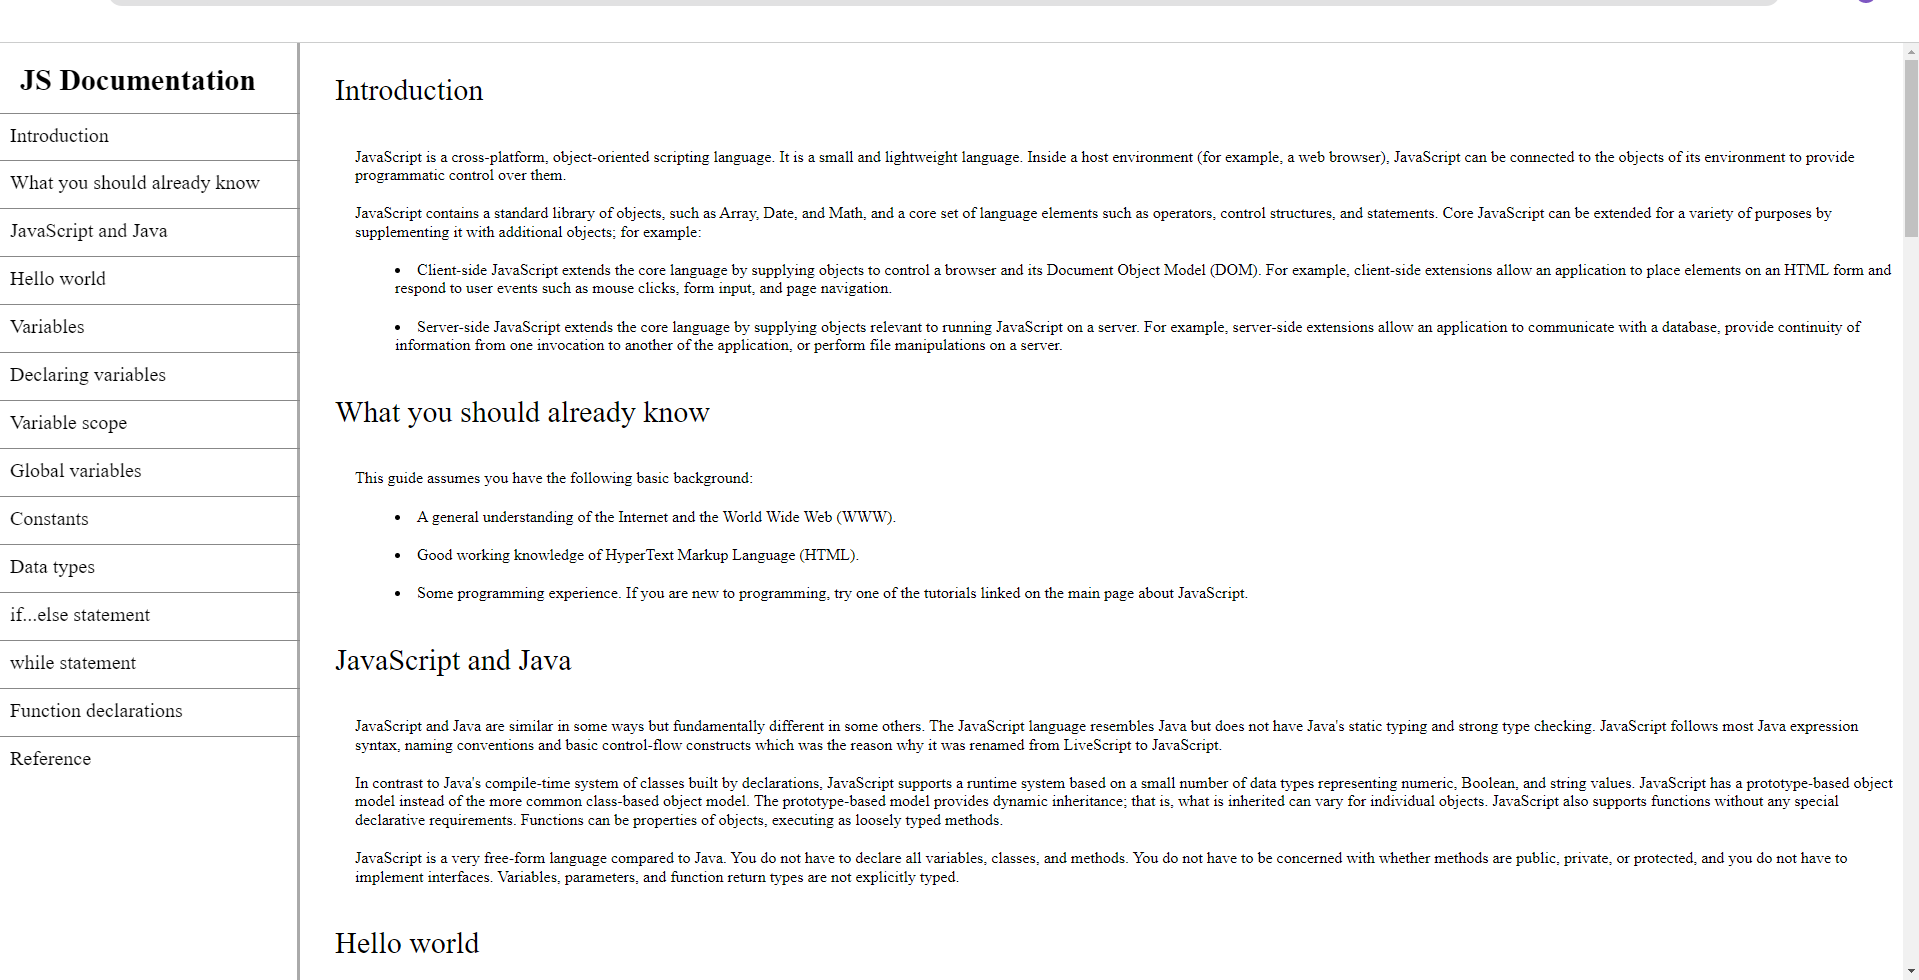 JS Documentation
Introduction
What you should already know
JavaScript and Java
Hello world
Variables
Declaring variables
Variable scope
Global variables
Constants
Data types
if...else statement
while statement
Function declarations
Reference
Introduction
JavaScript is a cross-platform, object-oriented scripting language. It is a small and lightweight language. Inside a host environment (for example, a web browser), JavaScript can be connected to the objects of its environment to provide
programmatic control over them.
JavaScript contains a standard library of objects, such as Array, Date, and Math, and a core set of language elements such as operators, control structures, and statements. Core JavaScript can be extended for a variety of purposes by
supplementing it with additional objects; for example:
• Client-side JavaScript extends the core language by supplying objects to control a browser and its Document Object Model (DOM). For example, client-side extensions allow an application to place elements on an HTML form and
respond to user events such as mouse clicks, form input, and page navigation.
• Server-side JavaScript extends the core language by supplying objects relevant to running JavaScript on a server. For example, server-side extensions allow an application to communicate with a database, provide continuity of
information from one invocation to another of the application, or perform file manipulations on a server.
What you should already know
This guide assumes you have the following basic background:
• A general understanding of the Internet and the World Wide Web (WWW).
• Good working knowledge of HyperText Markup Language (HTML).
• Some programming experience. If you are new to programming, try one of the tutorials linked on the main page about JavaScript.
JavaScript and Java
JavaScript and Java are similar in some ways but fundamentally different in some others. The JavaScript language resembles Java but does not have Java's static typing and strong type checking. JavaScript follows most Java expression
syntax, naming conventions and basic control-flow constructs which was the reason why it was renamed from LiveScript to JavaScript.
In contrast to Java's compile-time system of classes built by declarations, JavaScript supports a runtime system based on a small number of data types representing numeric, Boolean, and string values. JavaScript has a prototype-based object
model instead of the more common class-based object model. The prototype-based model provides dynamic inheritance; that is, what is inherited can vary for individual objects. JavaScript also supports functions without any special
declarative requirements. Functions can be properties of objects, executing as loosely typed methods.
JavaScript is a very free-form language compared to Java. You do not have to declare all variables, classes, and methods. You do not have to be concerned with whether methods are public, private, or protected, and you do not have to
implement interfaces. Variables, parameters, and function return types are not explicitly typed.
Hello world